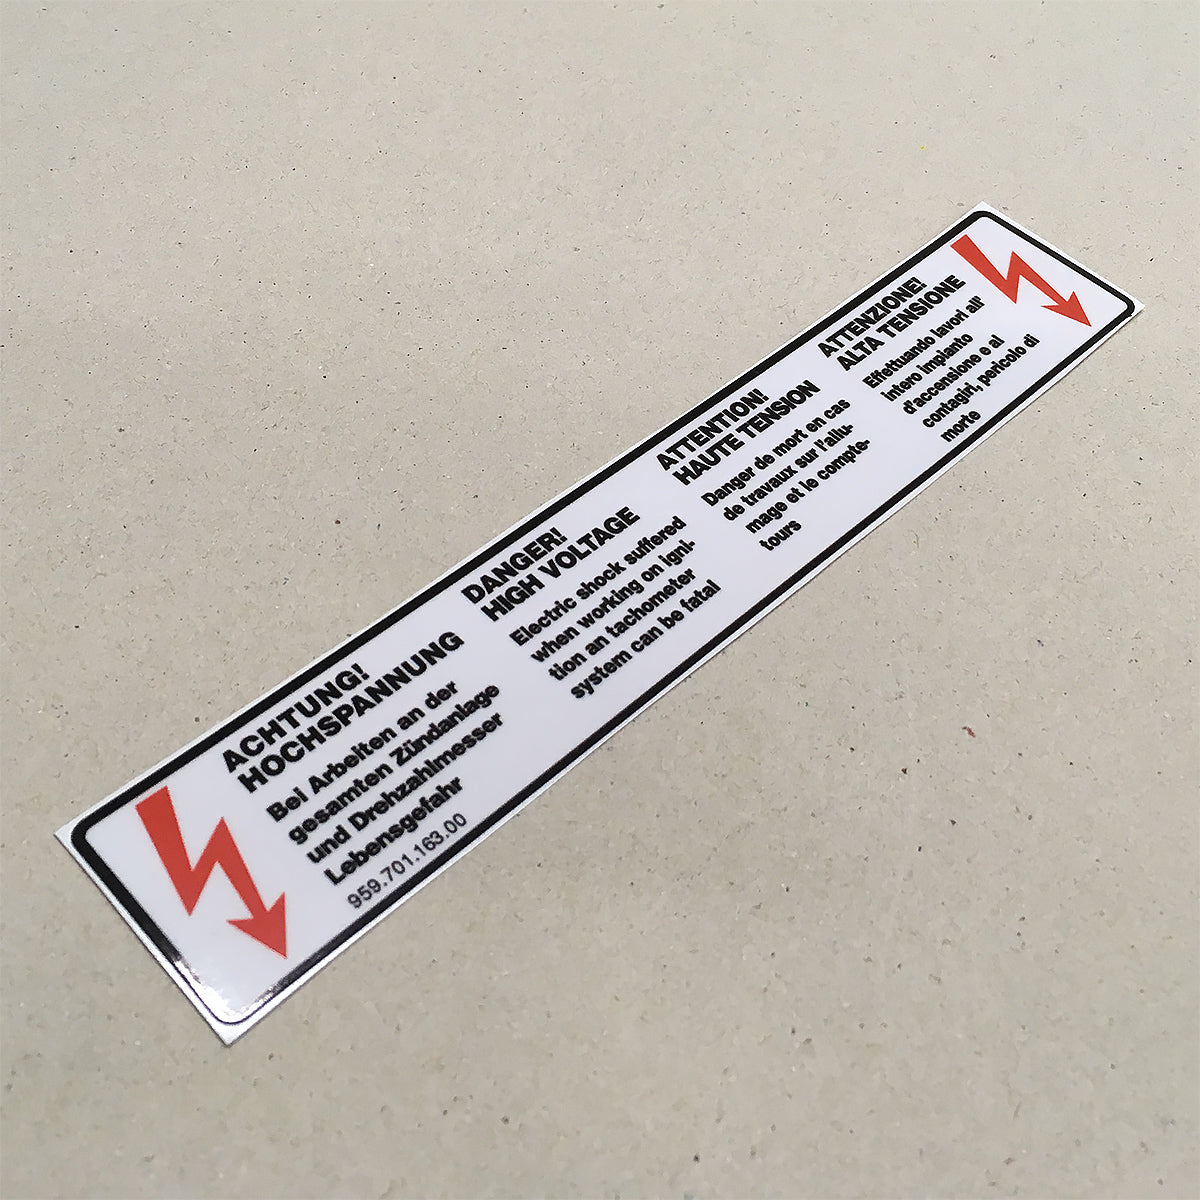 ACHTUNG!
HOCHSPANNUNG
Bei Arbeiten an der
gesamten Zündanlage
und Drehzahlmesser
Lebensgefahr
959.701.163.00
DANGER!
HIGH VOLTAGE
Electric shock suffered
when working on igni-
tion an tachometer
system can be fatal
ATTENTION!
HAUTE TENSION
Danger de mort en cas
de travaux sur l'allu-
mage et le compte-
tours
ATTENZIONE!
ALTA TENSIONE
Effettuando lavori all'
intero impianto
d'accensione e al
contagiri, pericolo di
morte